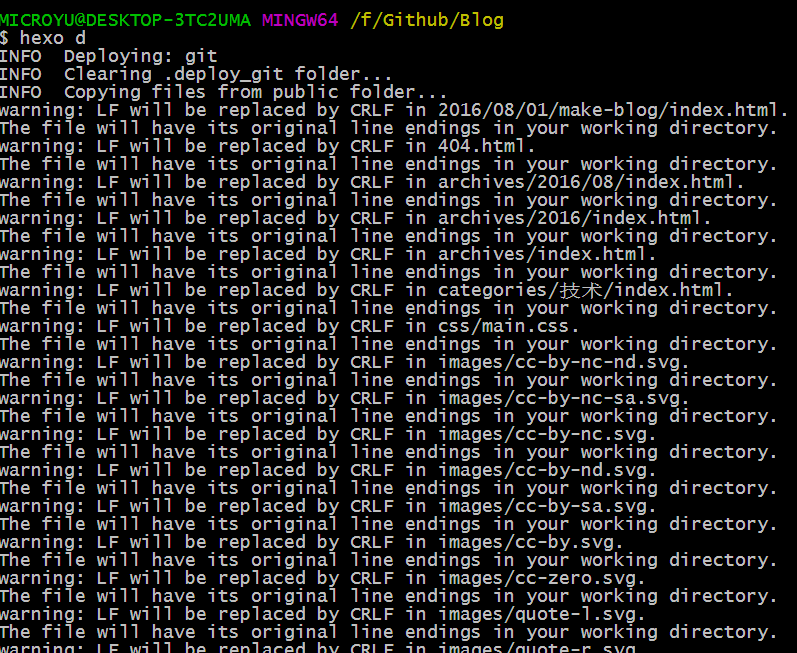 MICROYU@DESKTOP-3TC2UMA MINGW64 /f/Github/Blog
$ hexo d
INFO  Deploying: git
INFO  Clearing .deploy_git folder...
INFO  Copying files from public folder...
warning: LF will be replaced by CRLF in 2016/08/01/make-blog/index.html.
The file will have its original line endings in your working directory.
warning: LF will be replaced by CRLF in 404.html.
The file will have its original line endings in your working directory.
warning: LF will be replaced by CRLF in archives/2016/08/index.html.
The file will have its original line endings in your working directory.
warning: LF will be replaced by CRLF in archives/2016/index.html.
The file will have its original line endings in your working directory.
warning: LF will be replaced by CRLF in archives/index.html.
The file will have its original line endings in your working directory.
warning: LF will be replaced by CRLF in categories/技术/index.html.
The file will have its original line endings in your working directory.
warning: LF will be replaced by CRLF in css/main.css.
The file will have its original line endings in your working directory.
warning: LF will be replaced by CRLF in images/cc-by-nc-nd.svg.
The file will have its original line endings in your working directory.
warning: LF will be replaced by CRLF in images/cc-by-nc-sa.svg.
The file will have its original line endings in your working directory.
warning: LF will be replaced by CRLF in images/cc-by-nc.svg.
The file will have its original line endings in your working directory.
warning: LF will be replaced by CRLF in images/cc-by-nd.svg.
The file will have its original line endings in your working directory.
warning: LF will be replaced by CRLF in images/cc-by-sa.svg.
The file will have its original line endings in your working directory.
warning: LF will be replaced by CRLF in images/cc-by.svg.
The file will have its original line endings in your working directory.
warning: LF will be replaced by CRLF in images/cc-zero.svg.
The file will have its original line endings in your working directory.
warning: LF will be replaced by CRLF in images/quote-l.svg.
The file will have its original line endings in your working directory.
warning: LF will be replaced by CRLF in images/quote-r.svg.